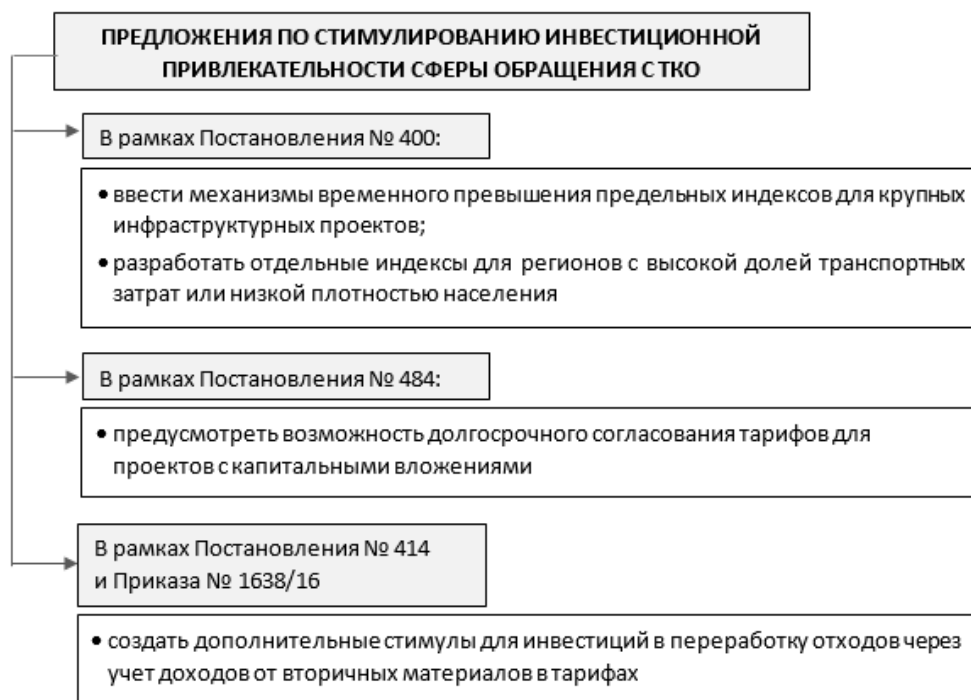 ПРЕДЛОЖЕНИЯ ПО СТИМУЛИРОВАНИЮ ИНВЕСТИЦИОННОЙ
ПРИВЛЕКАТЕЛЬНОСТИ СФЕРЫ ОБРАЩЕНИЯ С ТКО
В рамках Постановления № 400:
• ввести механизмы временного превышения предельных индексов для крупных
инфраструктурных проектов;
• разработать отдельные индексы для регионов с высокой долей транспортных
затрат или низкой плотностью населения
В рамках Постановления № 484:
• предусмотреть возможность долгосрочного согласования тарифов для
проектов с капитальными вложениями
В рамках Постановления № 414
и Приказа № 1638/16
• создать дополнительные стимулы для инвестиций в переработку отходов через
учет доходов от вторичных материалов в тарифах